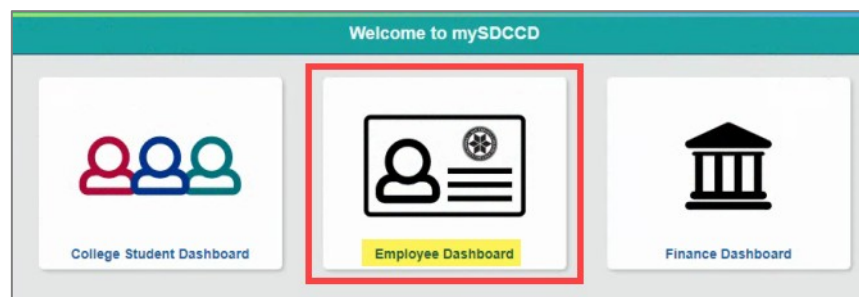 Welcome to mySDCCD
College Student Dashboard
Employee Dashboard
Finance Dashboard